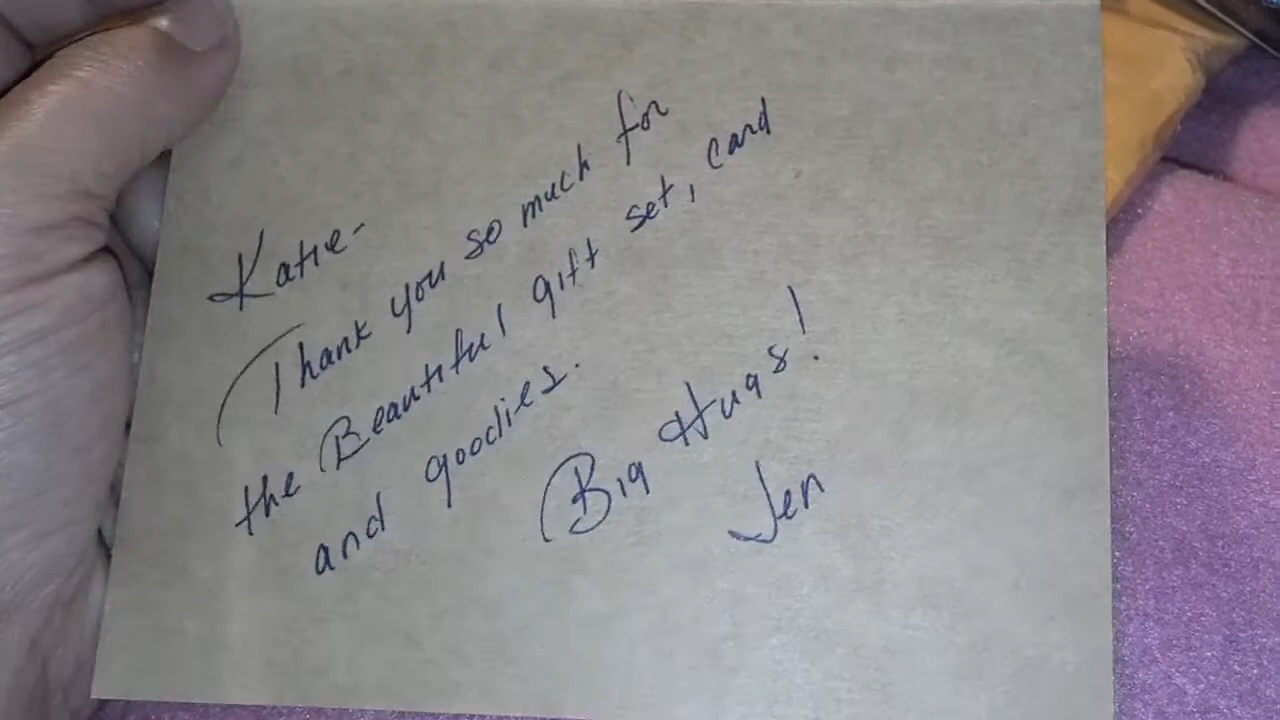 Katie-
Thank you so much for
the Beautiful gift set, card
and goodies.
Big Hugs!
Jen